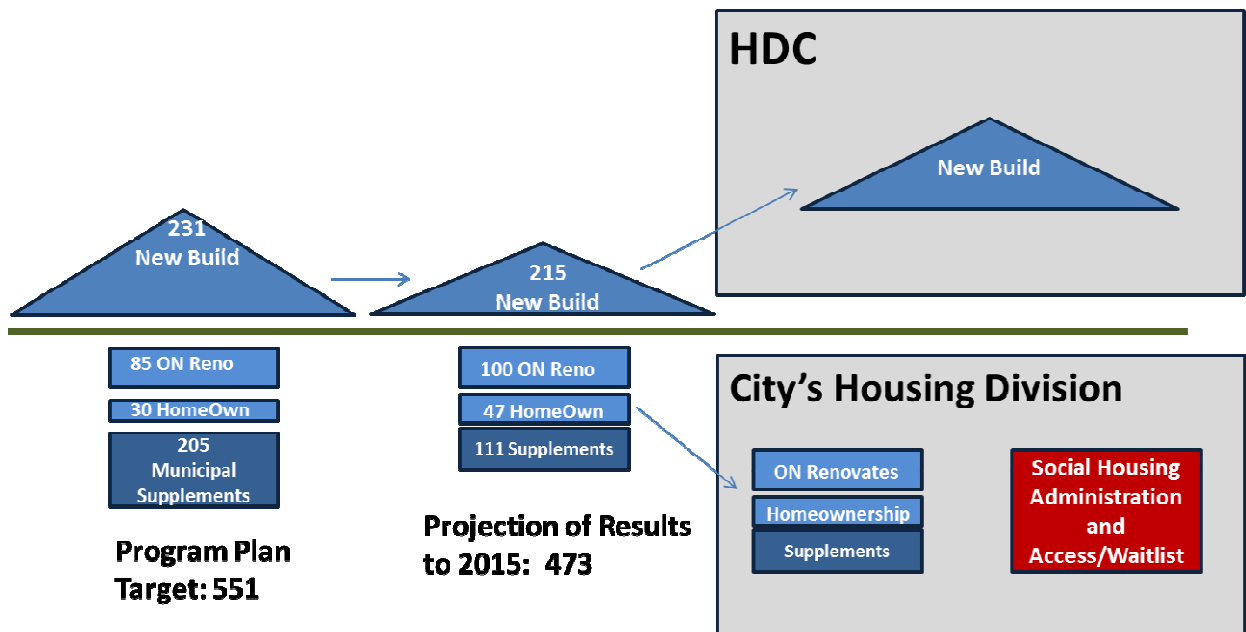 HDC
New Build
231
New Build
215
New Build
85 ON Reno
30 HomeOwn
205
Municipal
Supplements
Program Plan
Target: 551
100 ON Reno
47 HomeOwn
111 Supplements
Projection of Results
to 2015:  473
City's Housing Division
ON Renovates
Homeownership
Supplements
Social Housing
Administration
and
Access/Waitlist